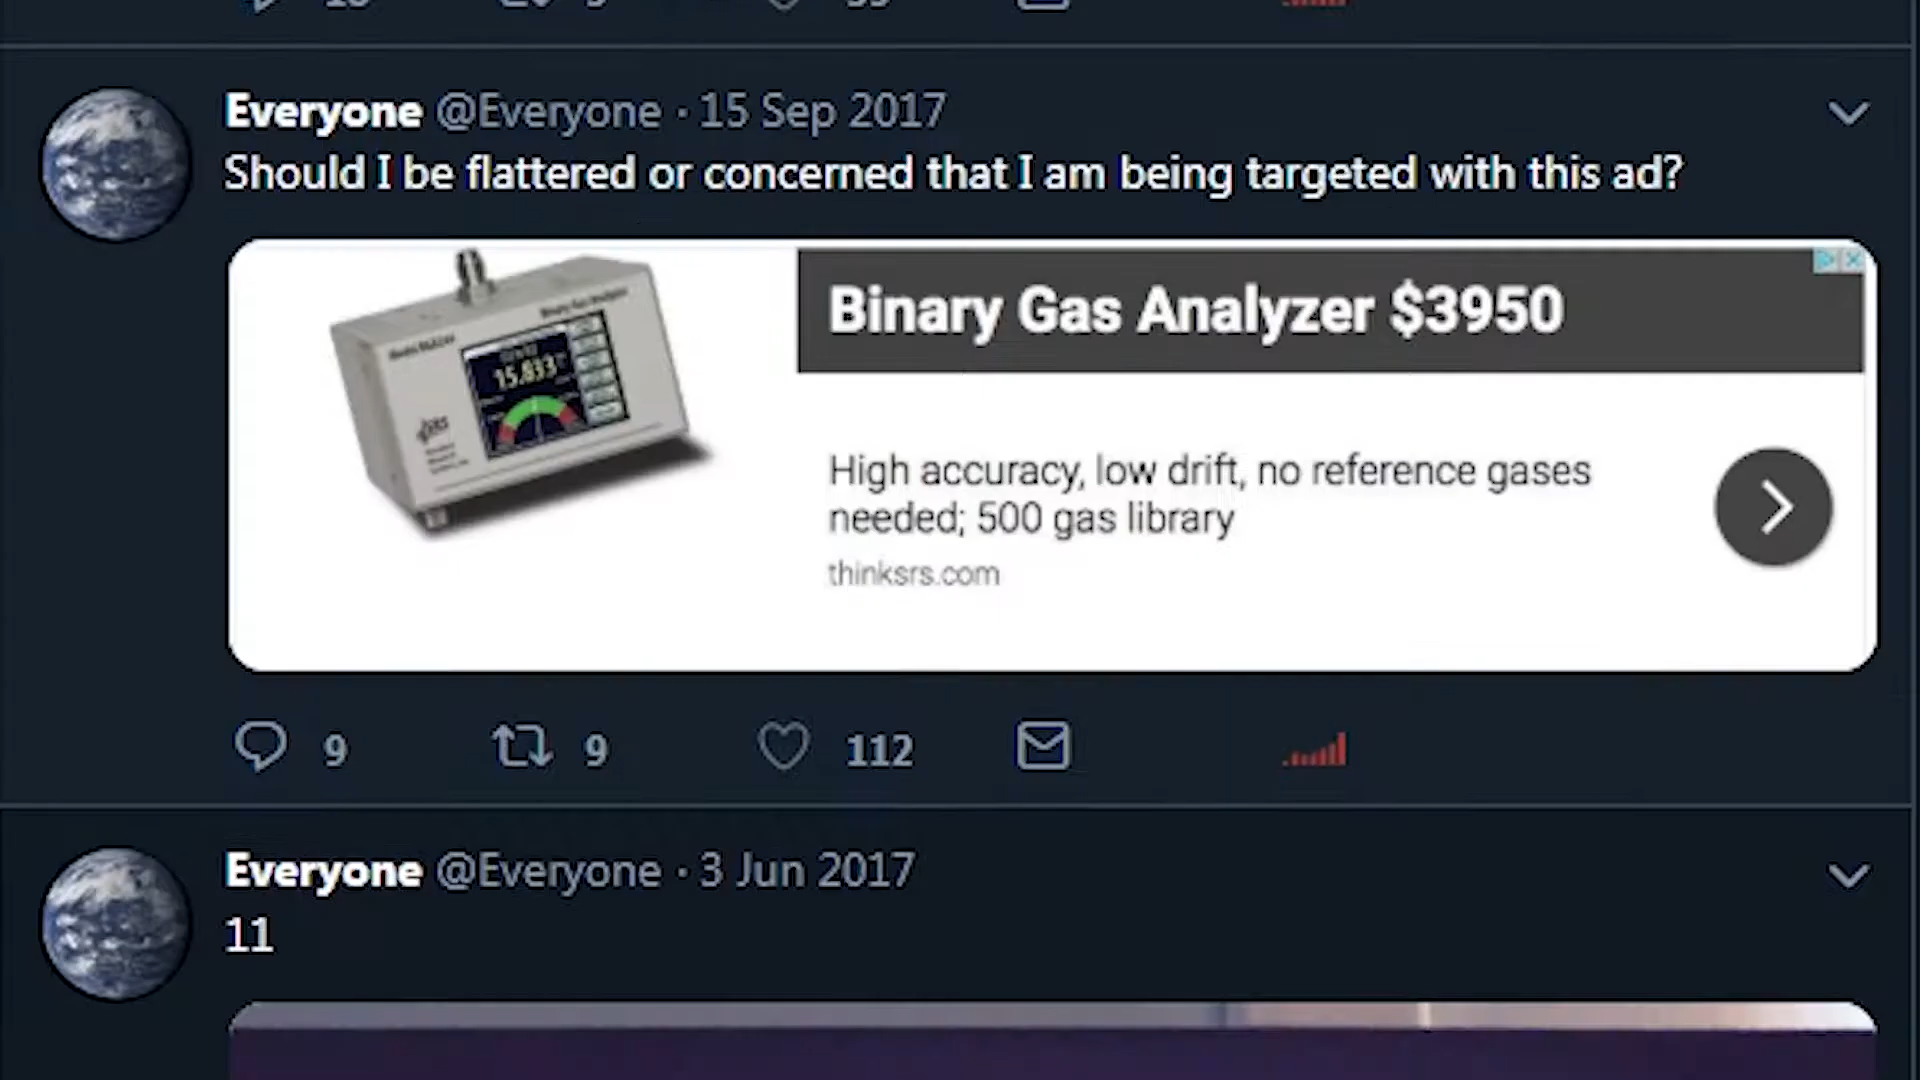 Everyone @Everyone · 15 Sep 2017
Should I be flattered or concerned that I am being targeted with this ad?
Binary Gas Analyzer $3950
15.833
High accuracy, low drift, no reference gases
needed; 500 gas library
thinksrs.com
9 9 112
Everyone @Everyone · 3 Jun 2017
11